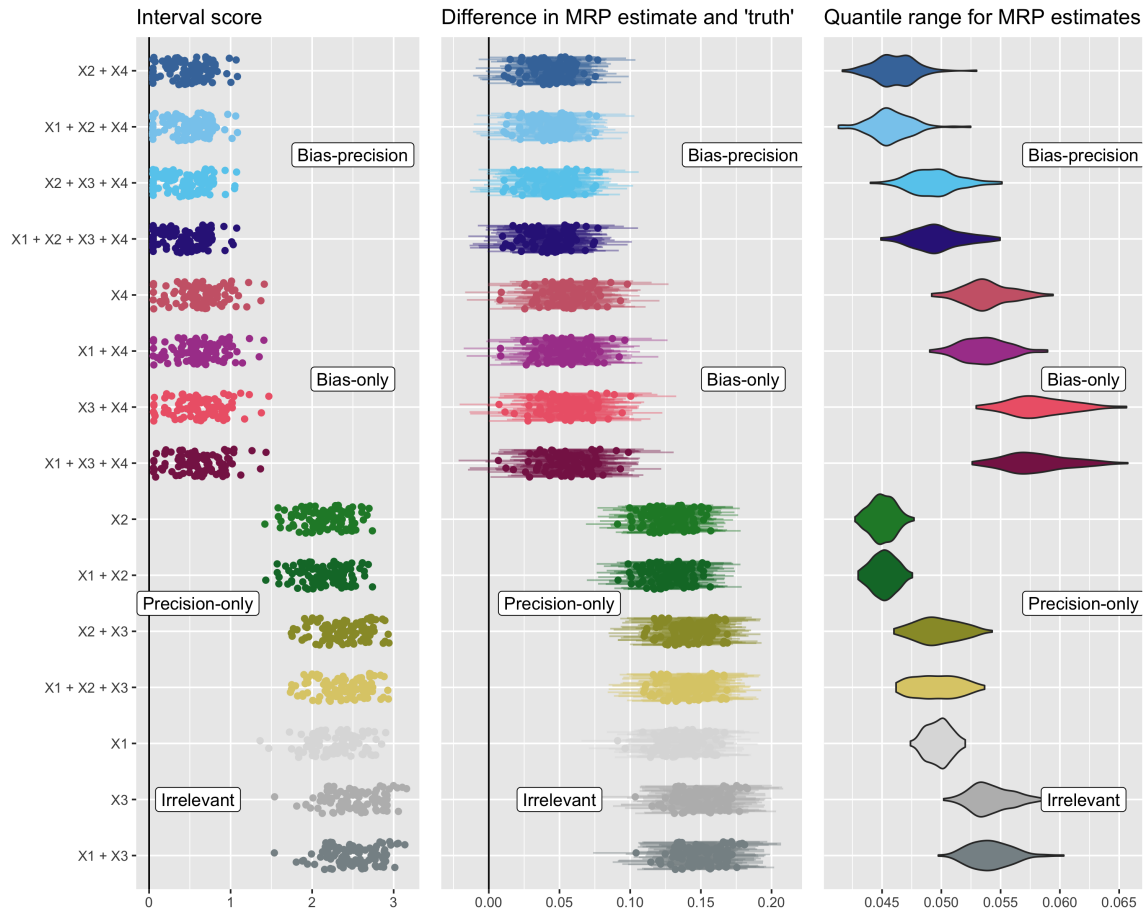 Interval score
Difference in MRP estimate and 'truth'
Quantile range for MRP estimates
X2 + X4
X1 + X2 + X4
X2 + X3 + X4
X1 + X2 + X3 + X4
X4
X1 + X4
X3 + X4
X1 + X3 + X4
X2
X1 + X2
X2 + X3
X1 + X2 + X3
X1
X3
X1 + X3
Bias-precision
Bias-only
Precision-only
Irrelevant
0 1 2 3
Bias-precision
Bias-only
Precision-only
Irrelevant
0.00 0.05 0.10 0.15 0.20
Bias-precision
Bias-only
Precision-only
Irrelevant
0.045 0.050 0.055 0.060 0.065